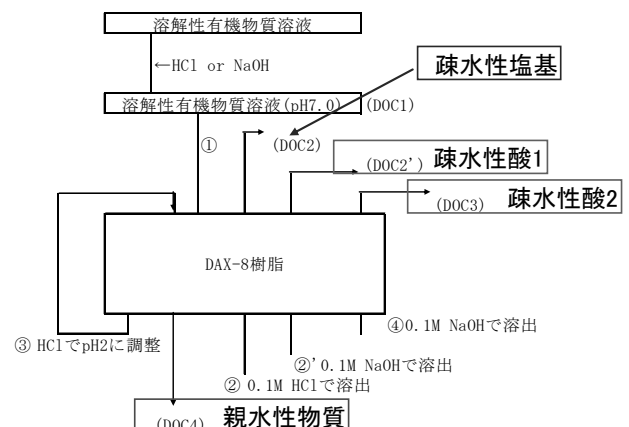 溶解性有機物質溶液
←HCl or NaOH
疎水性塩基
溶解性有機物質溶液(pH7.0)
(DOC1)
①
(DOC2)
(DOC2')
疎水性酸1
(DOC3)
疎水性酸2
DAX-8樹脂
④0.1M NaOHで溶出
③ HClでpH2に調整
②'0.1M NaOHで溶出
② 0.1M HClで溶出
(DOC4)
親水性物質